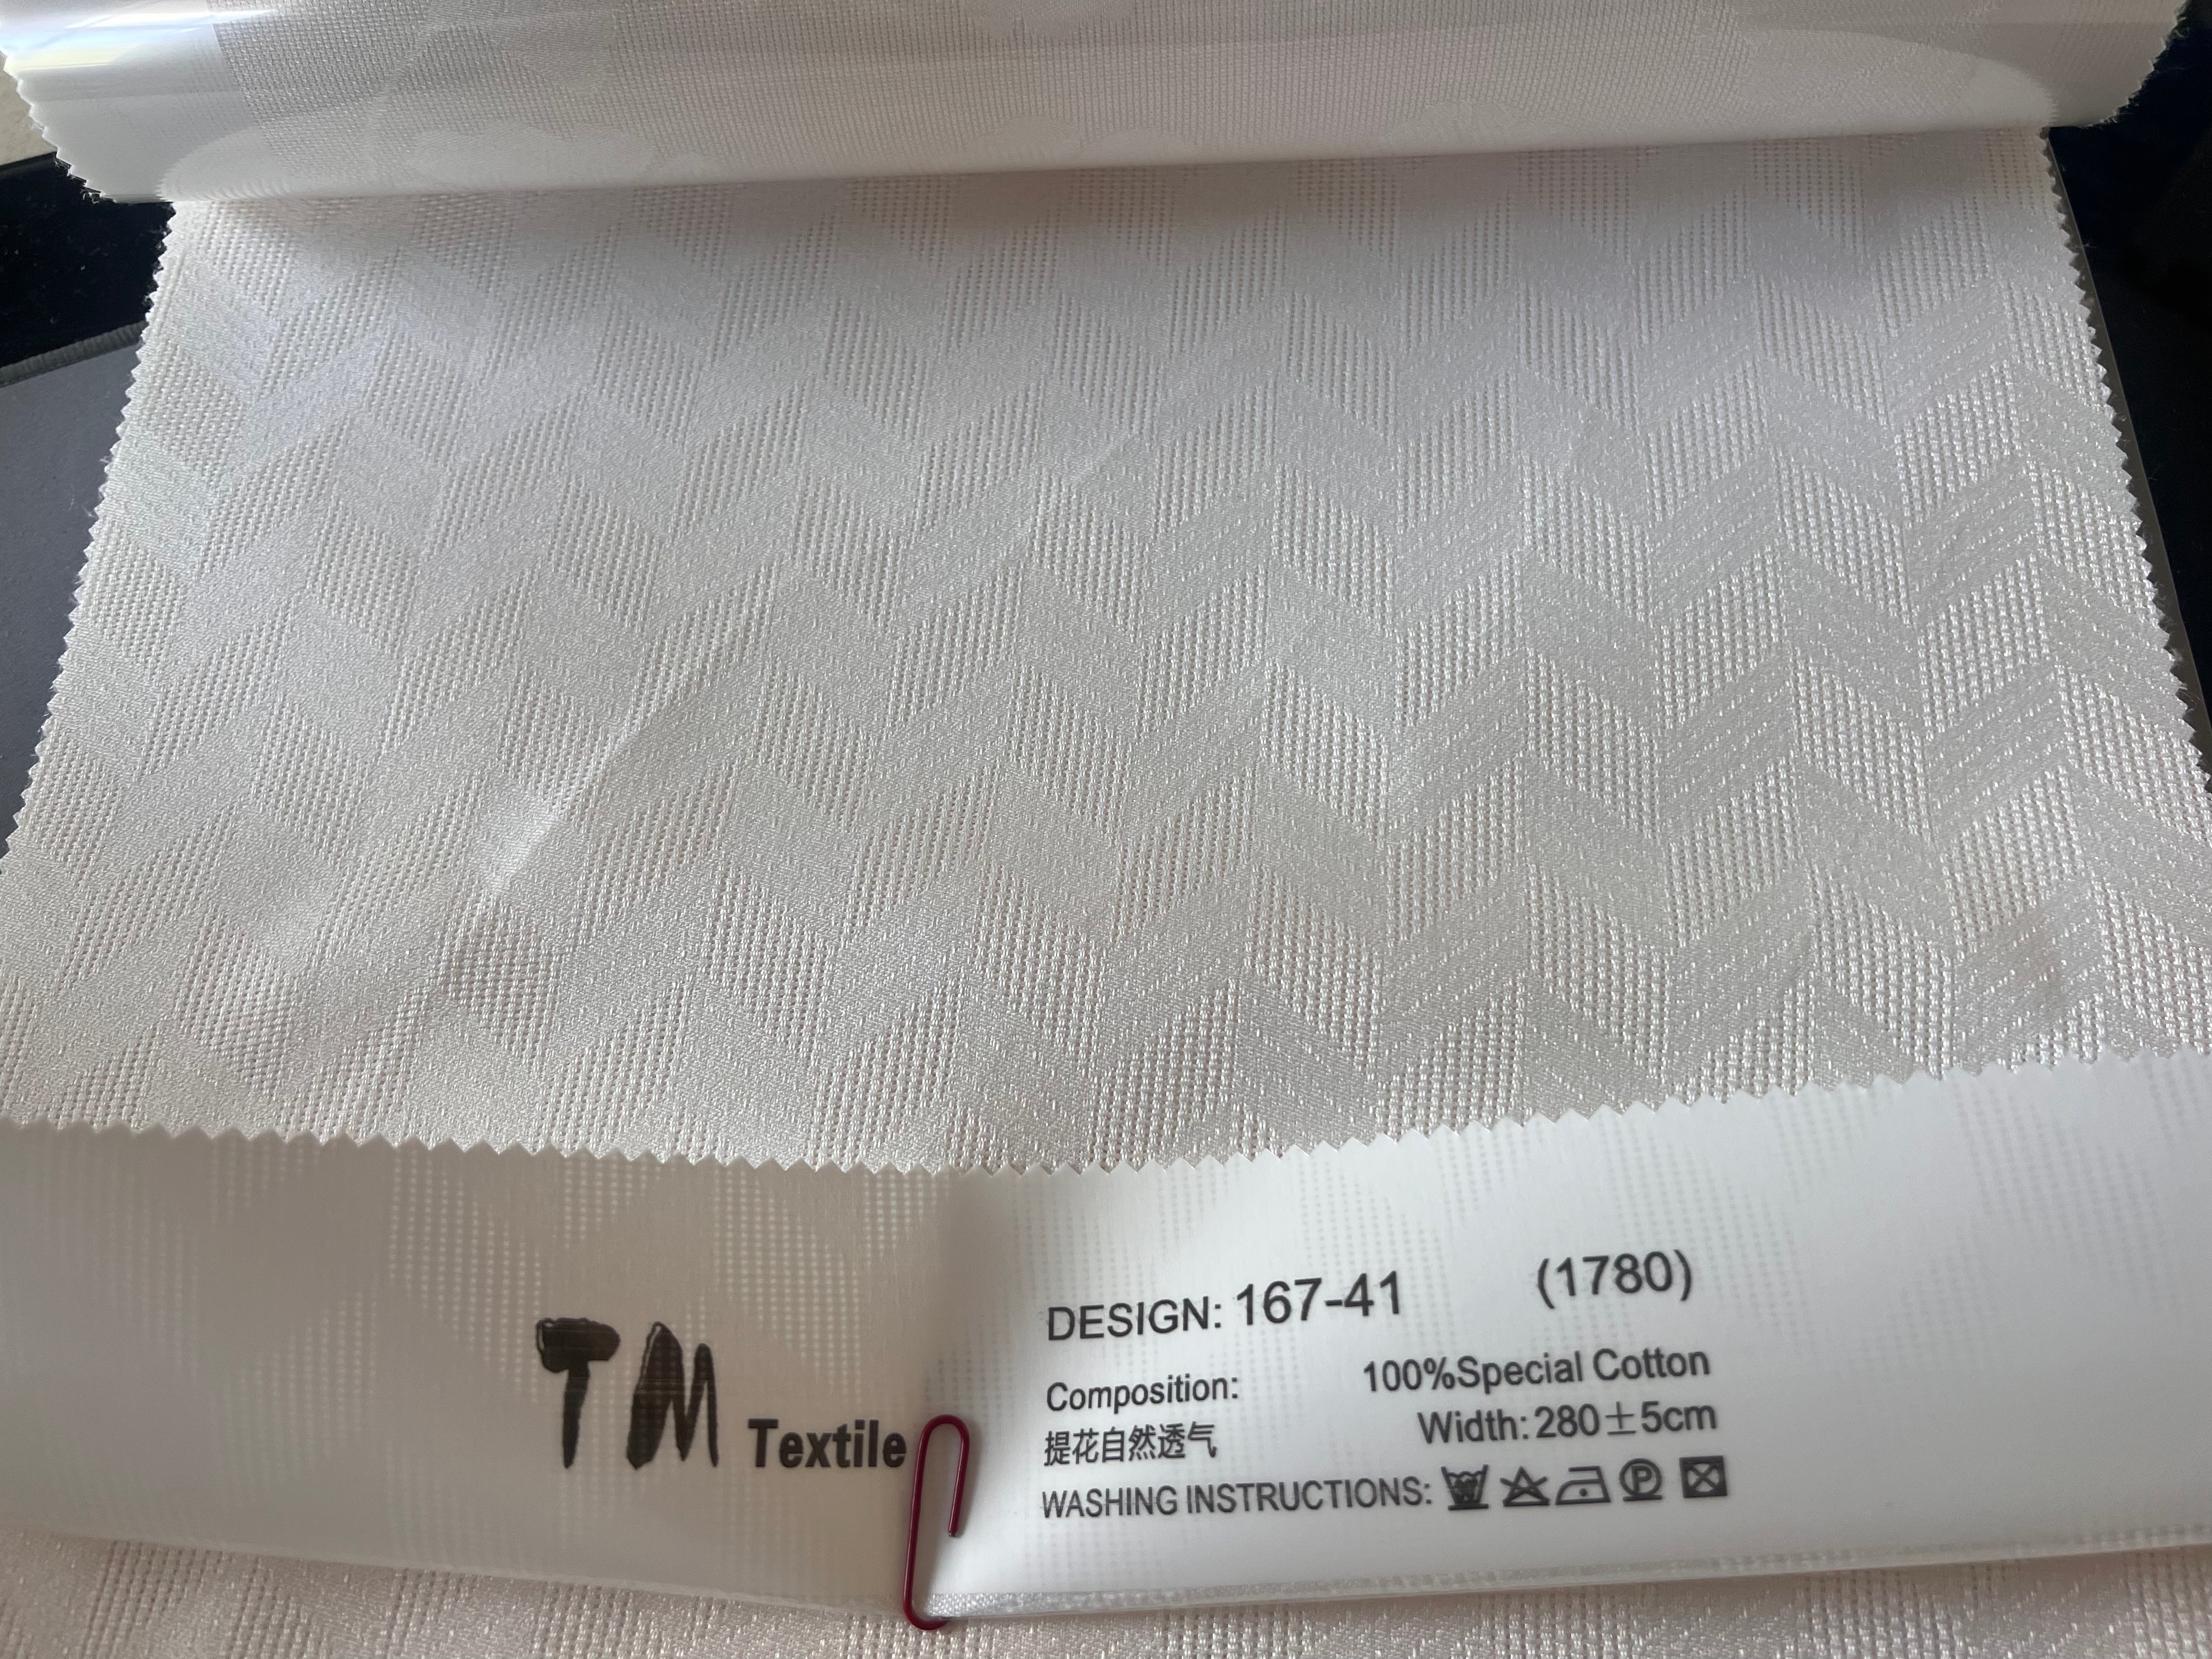 TM Textile
DESIGN: 167-41 (1780)
Composition: 100%Special Cotton
提花自然透气 Width:280±5cm
WASHING INSTRUCTIONS: